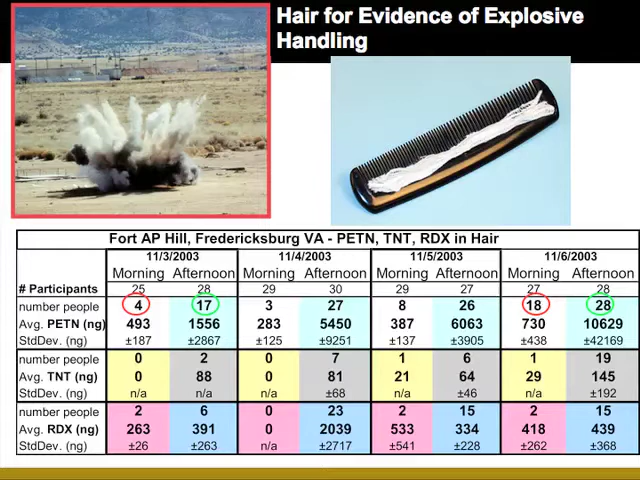 Hair for Evidence of Explosive
Handling
Fort AP Hill, Fredericksburg VA - PETN, TNT, RDX in Hair
11/3/2003 11/4/2003 11/5/2003 11/6/2003
Morning Afternoon Morning Afternoon Morning Afternoon Morning Afternoon
# Participants 25 28 29 30 29 27 27 28
number people 4 17 3 27 8 26 18 28
Avg. PETN (ng) 493 1556 283 5450 387 6063 730 10629
StdDev. (ng) ±187 ±2867 ±125 ±9251 ±137 ±3905 ±438 ±42169
number people 0 2 0 7 1 6 1 19
Avg. TNT (ng) 0 88 0 81 21 64 29 145
StdDev. (ng) n/a n/a n/a ±68 n/a ±46 n/a ±192
number people 2 6 0 23 2 15 2 15
Avg. RDX (ng) 263 391 0 2039 533 334 418 439
StdDev. (ng) ±26 ±263 n/a ±2717 ±541 ±228 ±262 ±368